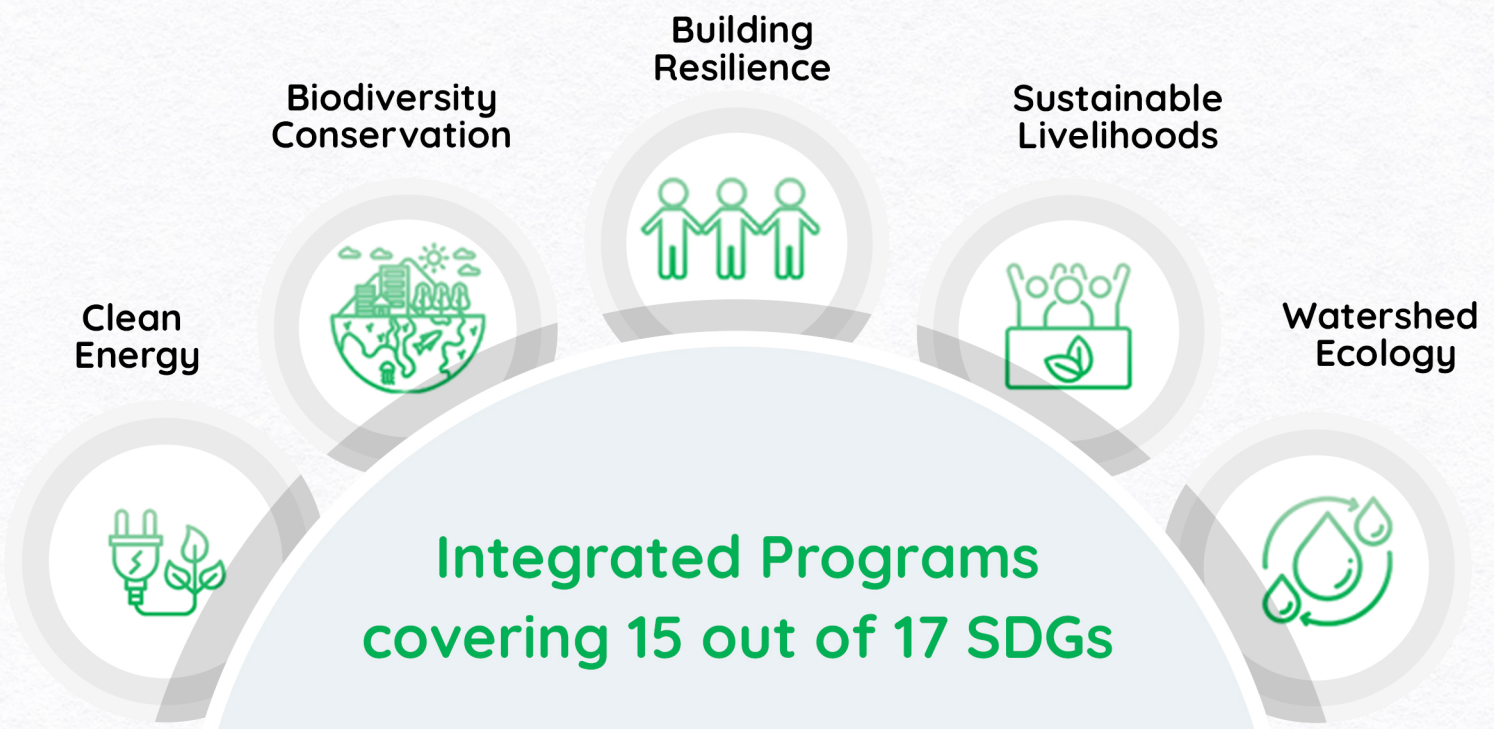 Building
Resilience
Biodiversity
Conservation
Sustainable
Livelihoods
Clean
Energy
Watershed
Ecology
Integrated Programs
covering 15 out of 17 SDGs